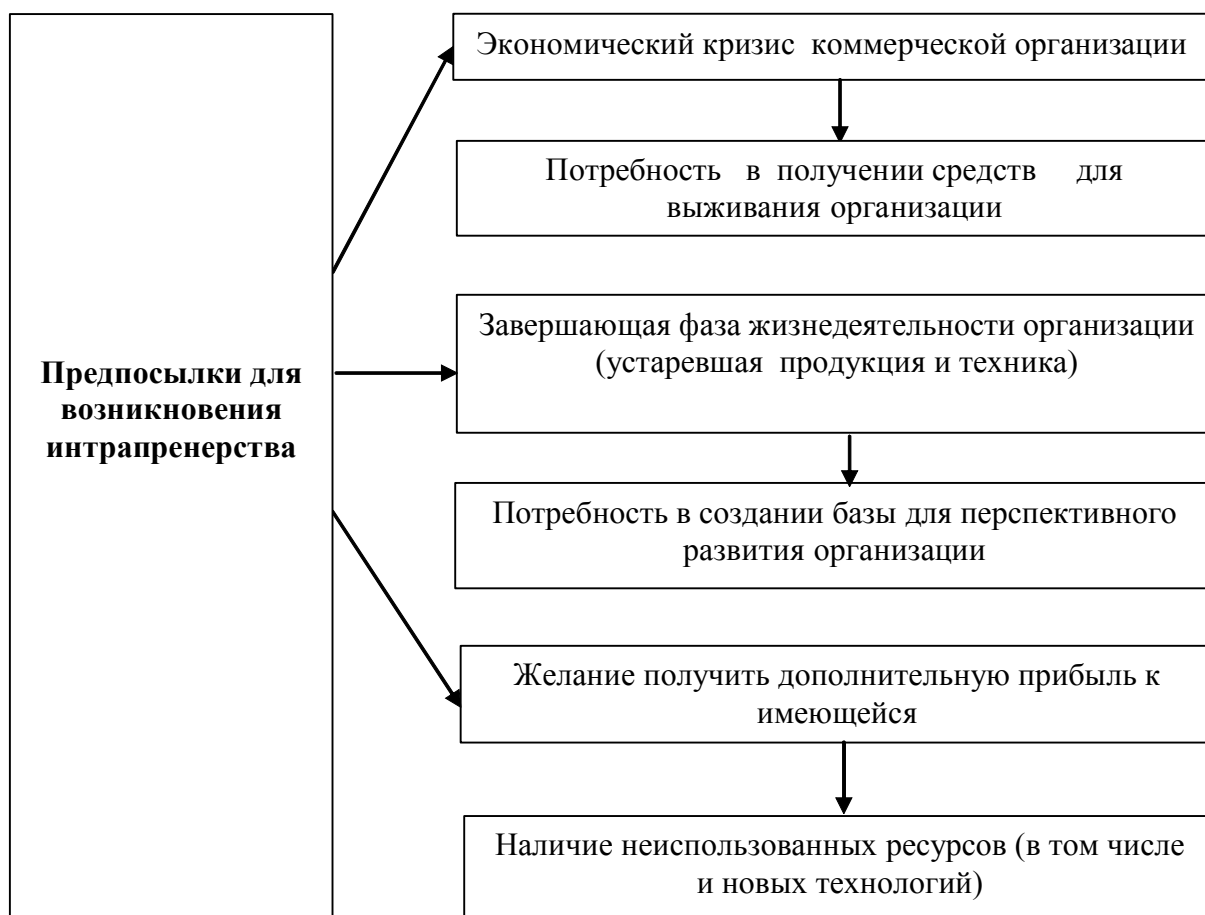 Предпосылки для
возникновения
интрапренерства
Экономический кризис коммерческой организации
Потребность в получении средств для
выживания организации
Завершающая фаза жизнедеятельности организации
(устаревшая продукция и техника)
Потребность в создании базы для перспективного
развития организации
Желание получить дополнительную прибыль к
имеющейся
Наличие неиспользованных ресурсов (в том числе
и новых технологий)